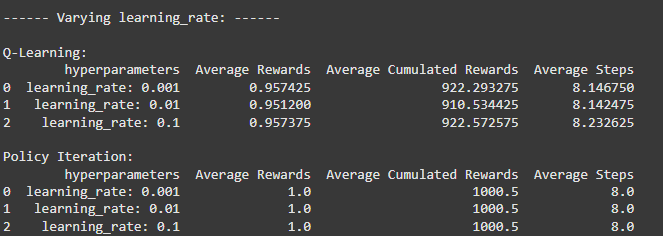 ------ Varying learning_rate: ------
Q-Learning:
hyperparameters Average Rewards Average Cumulated Rewards Average Steps
0 learning_rate: 0.001 0.957425 922.293275 8.146750
1 learning_rate: 0.01 0.951200 910.534425 8.142475
2 learning_rate: 0.1 0.957375 922.572575 8.232625
Policy Iteration:
hyperparameters Average Rewards Average Cumulated Rewards Average Steps
0 learning_rate: 0.001 1.0 1000.5 8.0
1 learning_rate: 0.01 1.0 1000.5 8.0
2 learning_rate: 0.1 1.0 1000.5 8.0